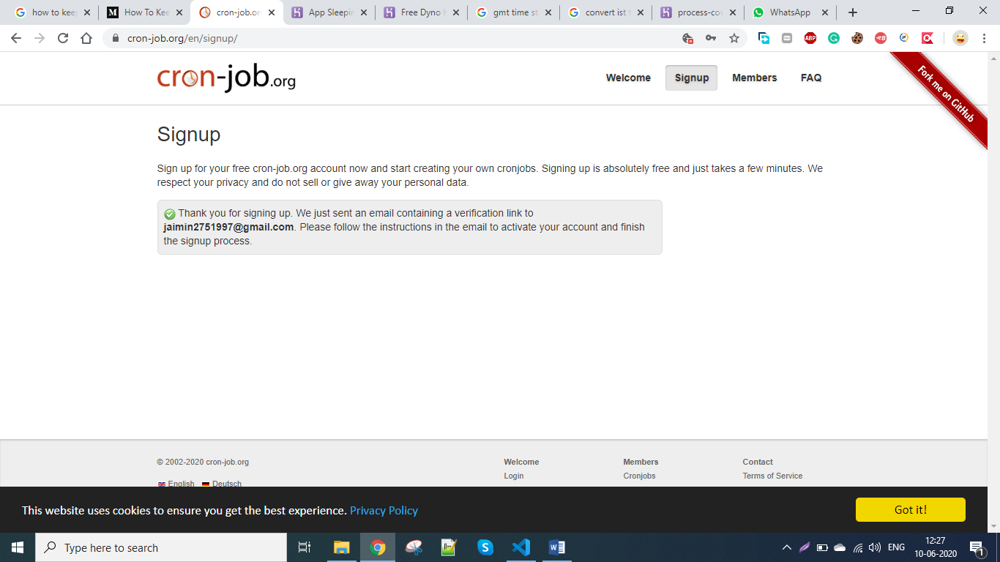 how to kee
How To Kee
cron-job.or
App Sleepin
Free Dyno H
gmt time st
convert ist t
process-cov
WhatsApp
cron-job.org/en/signup/
ABP
cron-job.org
Welcome
Signup
Members
FAQ
Fork me on GitHub
Signup
Sign up for your free cron-job.org account now and start creating your own cronjobs. Signing up is absolutely free and just takes a few minutes. We
respect your privacy and do not sell or give away your personal data.
Thank you for signing up. We just sent an email containing a verification link to
jaimin2751997@gmail.com. Please follow the instructions in the email to activate your account and finish
the signup process.
© 2002-2020 cron-job.org
Welcome
Members
Contact
Login
Cronjobs
Terms of Service
English
Deutsch
This website uses cookies to ensure you get the best experience. Privacy Policy
Got it!
Type here to search
ENG
12:27
10-06-2020
1